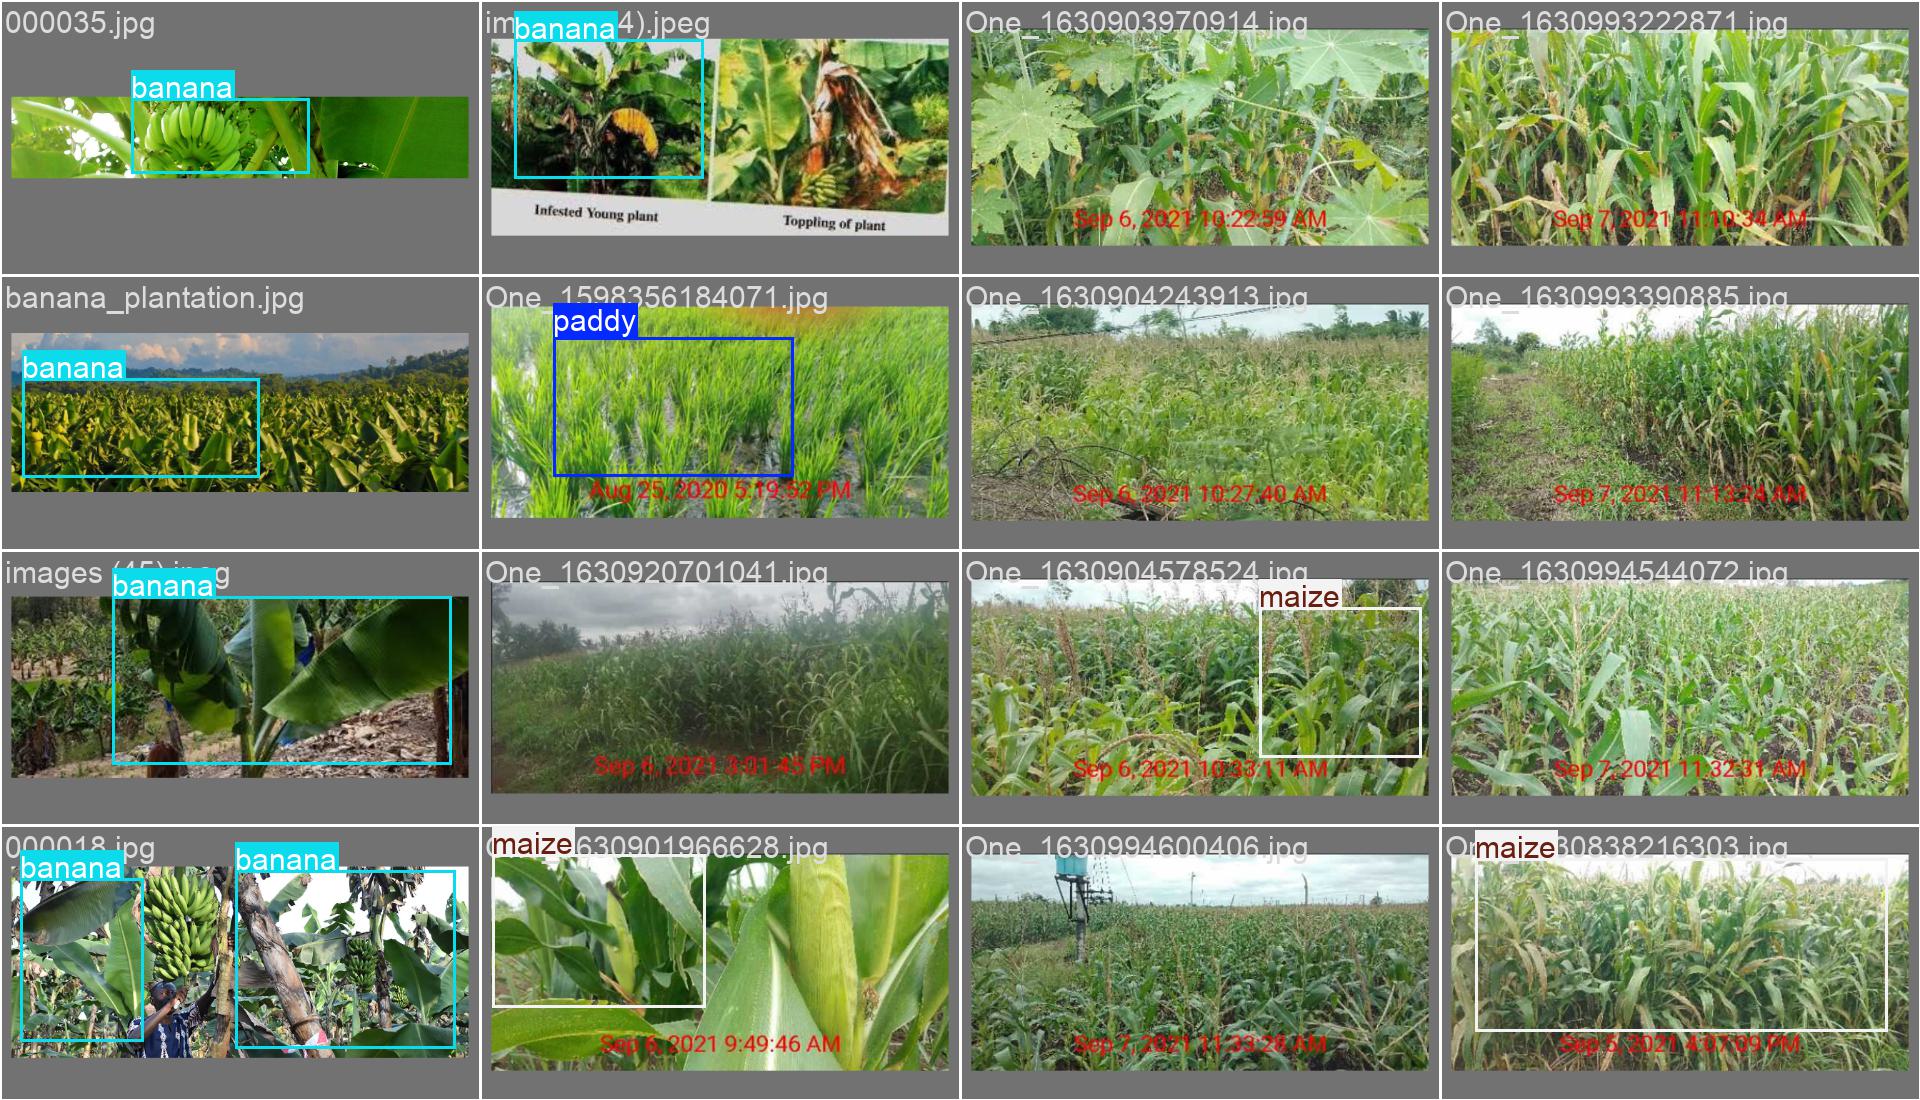 000035.jpg
banana
im
4).jpeg
banana
Infested Young plant
Toppling of plant
One_1630903970914.jpg
Sep 6, 2021 10:22:59 AM
One_1630993222871.jpg
Sep 7, 2021 11:10:34 AM
banana_plantation.jpg
banana
One_1598356184071.jpg
paddy
Aug 25, 2020 5:19:52 PM
One_1630904243913.jpg
Sep 6, 2021 10:27:40 AM
One_1630993390885.jpg
Sep 7, 2021 11:13:24 AM
images (45).jpeg
banana
One_1630920701041.jpg
Sep 6, 2021 3:01:45 PM
One_1630904578524.jpg
maize
Sep 6, 2021 10:33:11 AM
One_1630994544072.jpg
Sep 7, 2021 11:32:31 AM
000018.jpg
banana
banana
630901966628.jpg
maize
Sep 6, 2021 9:49:46 AM
One_1630994600406.jpg
Sep 7, 2021 11:33:28 AM
30838216303.jpg
maize
Sep 5, 2021 4:07:09 PM